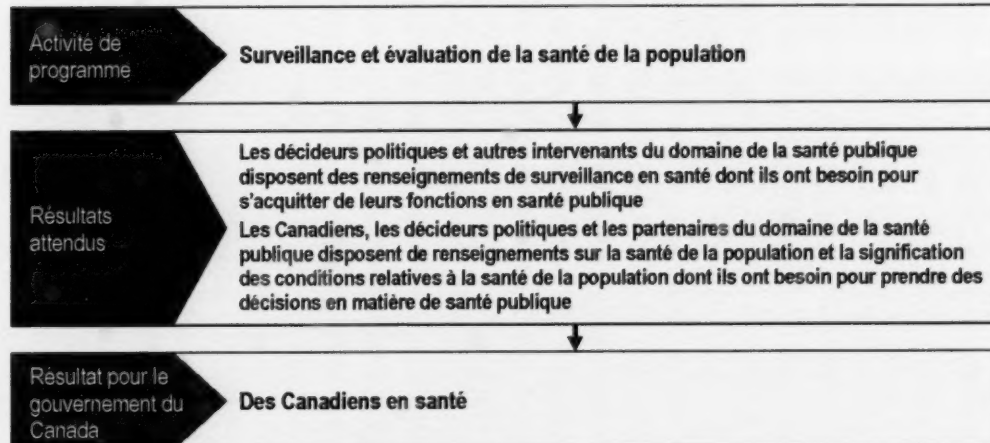 Activité de
programme
Surveillance et évaluation de la santé de la population
Résultats
attendus
Les décideurs politiques et autres intervenants du domaine de la santé publique
disposent des renseignements de surveillance en santé dont ils ont besoin pour
s'acquitter de leurs fonctions en santé publique
Les Canadiens, les décideurs politiques et les partenaires du domaine de la santé
publique disposent de renseignements sur la santé de la population et la signification
des conditions relatives à la santé de la population dont ils ont besoin pour prendre des
décisions en matière de santé publique
Résultat pour le
gouvernement du
Canada
Des Canadiens en santé